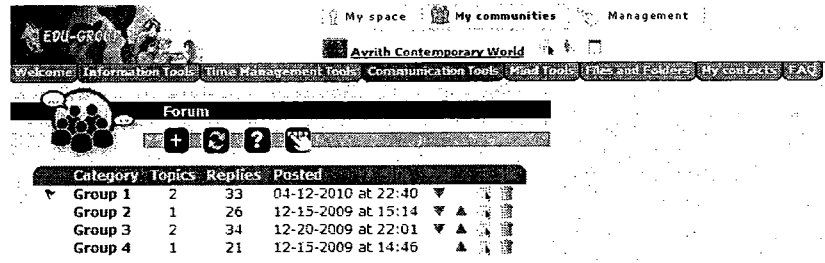 My space My communities Management
EDU-GROUP
Avrith Contemporary World
Welcome Information Tools Time Management Tools Communication Tools Mind Tools Files and Folders My contacts FAQ
Forum
Category Topics Replies Posted
Group 1 2 33 04-12-2010 at 22:40
Group 2 1 26 12-15-2009 at 15:14
Group 3 2 34 12-20-2009 at 22:01
Group 4 1 21 12-15-2009 at 14:46